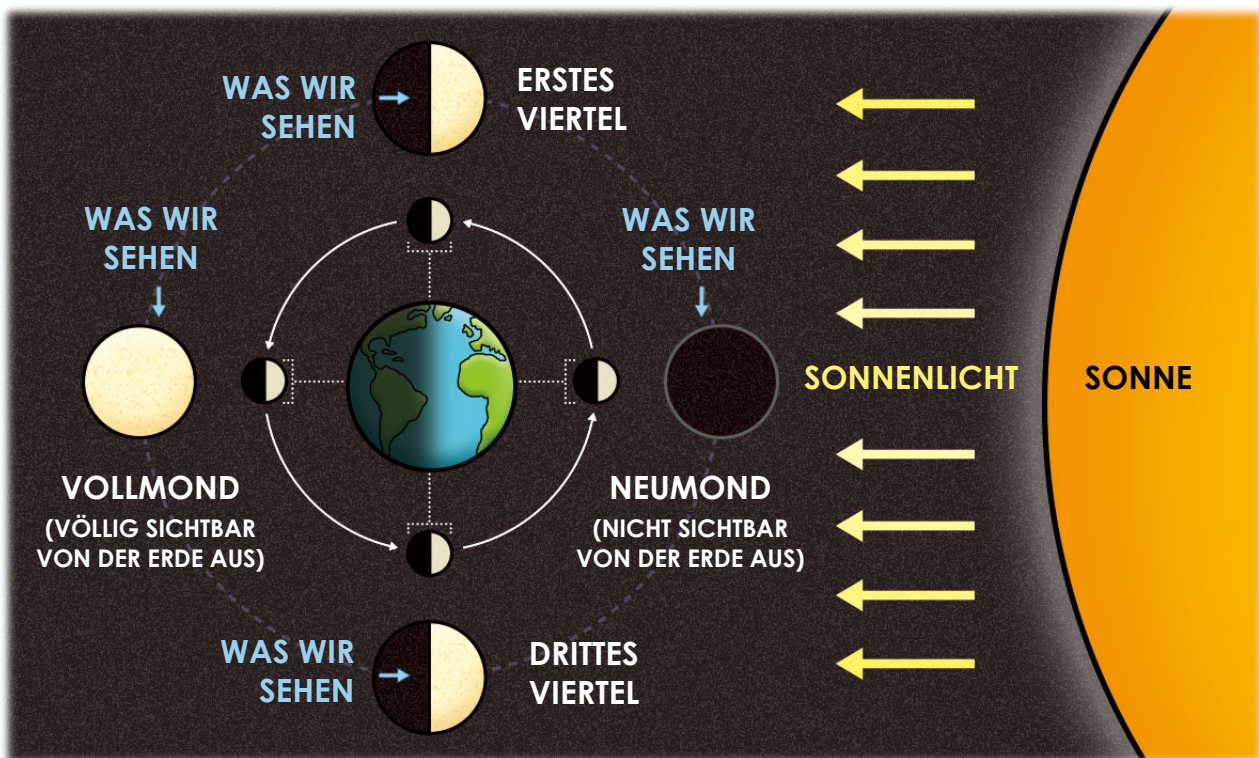 WAS WIR
SEHEN
ERSTES
VIERTEL
WAS WIR
SEHEN
WAS WIR
SEHEN
SONNENLICHT
SONNE
VOLLMOND
(VÖLLIG SICHTBAR
VON DER ERDE AUS)
NEUMOND
(NICHT SICHTBAR
VON DER ERDE AUS)
WAS WIR
SEHEN
DRITTES
VIERTEL